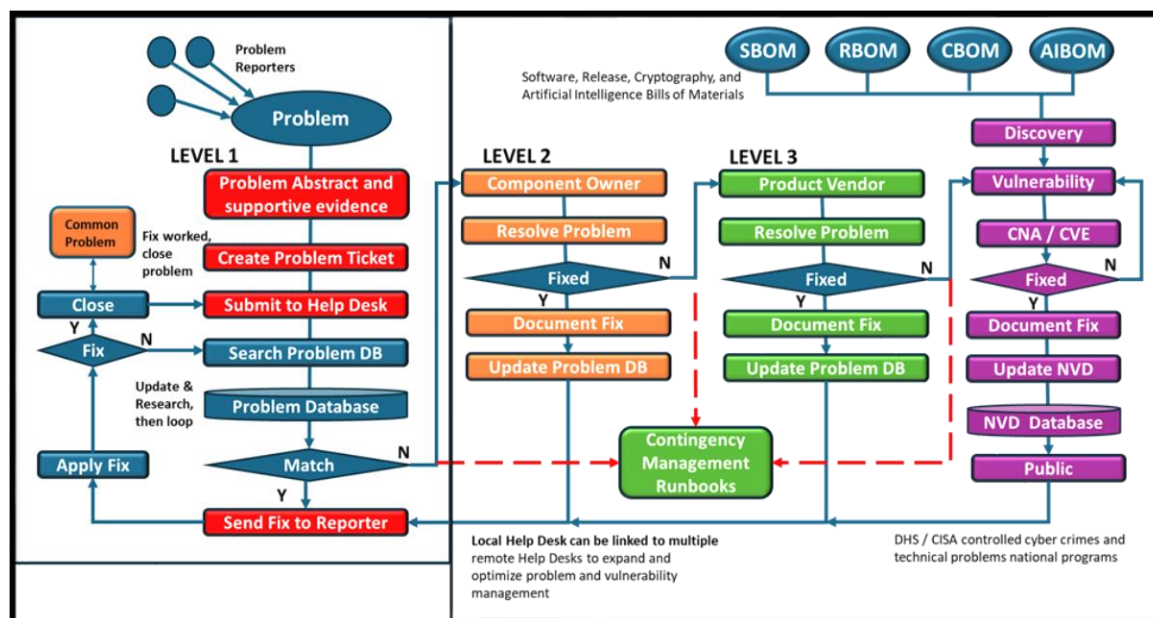 Problem
Reporters
Problem
LEVEL 1
Problem Abstract and
supportive evidence
Common
Problem
Fix worked,
close
problem
Create Problem Ticket
Close
Submit to Help Desk
Y
Fix
N
Search Problem DB
Update &
Research,
then loop
Problem Database
Apply Fix
Match
N
Y
Send Fix to Reporter
SBOM
RBOM
CBOM
AIBOM
Software, Release, Cryptography, and
Artificial Intelligence Bills of Materials
LEVEL 2
Component Owner
Resolve Problem
Fixed
N
Y
Document Fix
Update Problem DB
LEVEL 3
Product Vendor
Resolve Problem
Fixed
N
Y
Document Fix
Update Problem DB
Contingency
Management
Runbooks
Discovery
Vulnerability
CNA / CVE
Fixed
N
Y
Document Fix
Update NVD
NVD Database
Public
Local Help Desk can be linked to multiple
remote Help Desks to expand and
optimize problem and vulnerability
management
DHS / CISA controlled cyber crimes and
technical problems national programs